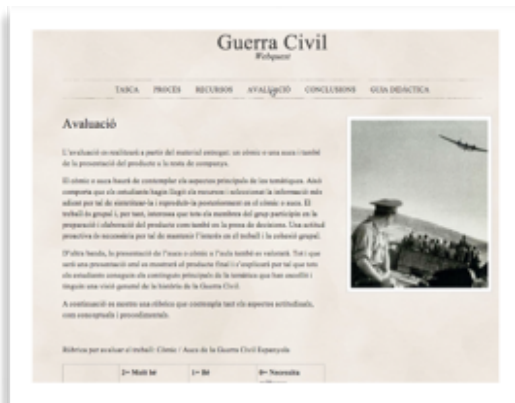 Guerra Civil
Webquest
TASCA PROCÉS RECURSOS AVALUACIÓ CONCLUSIONS GUIA DIDÀCTICA
Avaluació
L'avaluació es realitzarà a partir del material entregat: un còmic o una auca i també
de la presentació del producte a la resta de companys.
El còmic o auca haurà de contemplar els aspectes principals de les temàtiques. Això
comporta que els estudiants hagin llegit els recursos i seleccionat la informació més
adient per tal de sintetitzar-la i reproduir-la posteriorment en el còmic o auca. El
treball és grupal i, per tant, interessa que tots els membres del grup participin en la
preparació i elaboració del producte com també en la presa de decisions. Una actitud
proactiva és necessària per tal de mantenir l'interès en el treball i la cohesió grupal.
D'altra banda, la presentació de l'auca o còmic a l'aula també es valorarà. Tot i que
serà una presentació oral es mostrarà el producte final i s'explicarà per tal que tots
els estudiants coneguin els continguts principals de la temàtica que han escollit i
tinguin una visió general de la història de la Guerra Civil.
A continuació es mostra una rúbrica que contempla tant els aspectes actitudinals,
com conceptuals i procedimentals.
Rúbrica per avaluar el treball: Còmic / Auca de la Guerra Civil Espanyola
2= Molt bé 1= Bé 0= Necessita